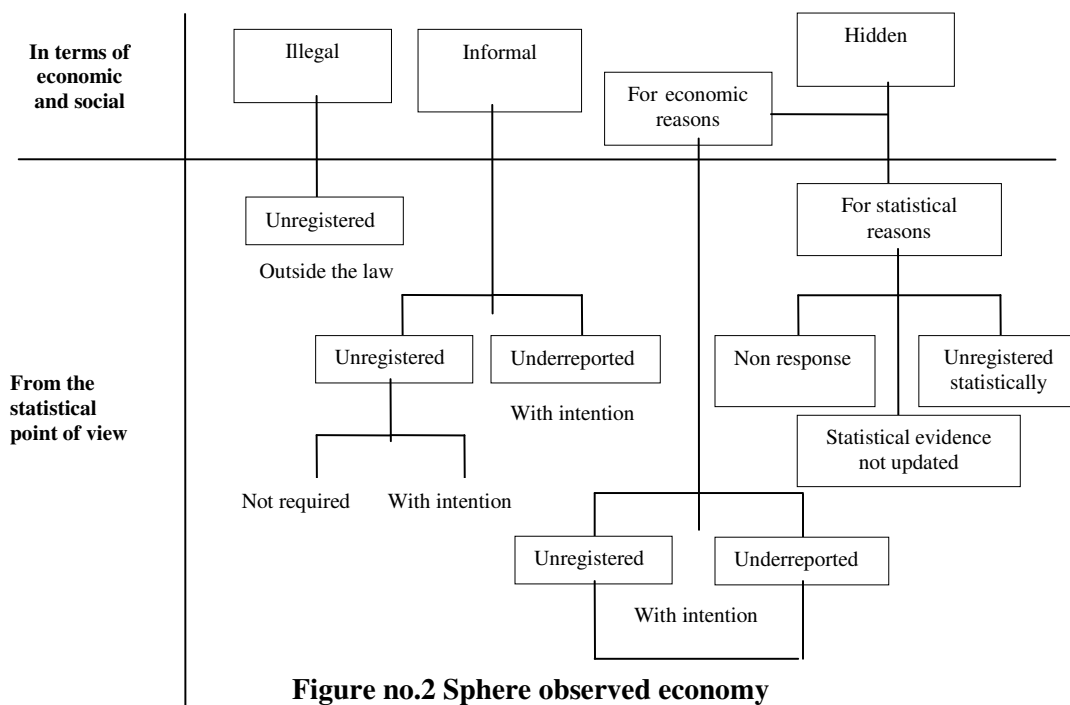 In terms of
economic
and social
Illegal
Informal
Hidden
For economic
reasons
Unregistered
Outside the law
For statistical
reasons
Unregistered
Underreported
With intention
Non response
Unregistered
statistically
From the
statistical
point of view
Statistical evidence
not updated
Not required
With intention
Unregistered
Underreported
With intention
Figure no.2 Sphere observed economy